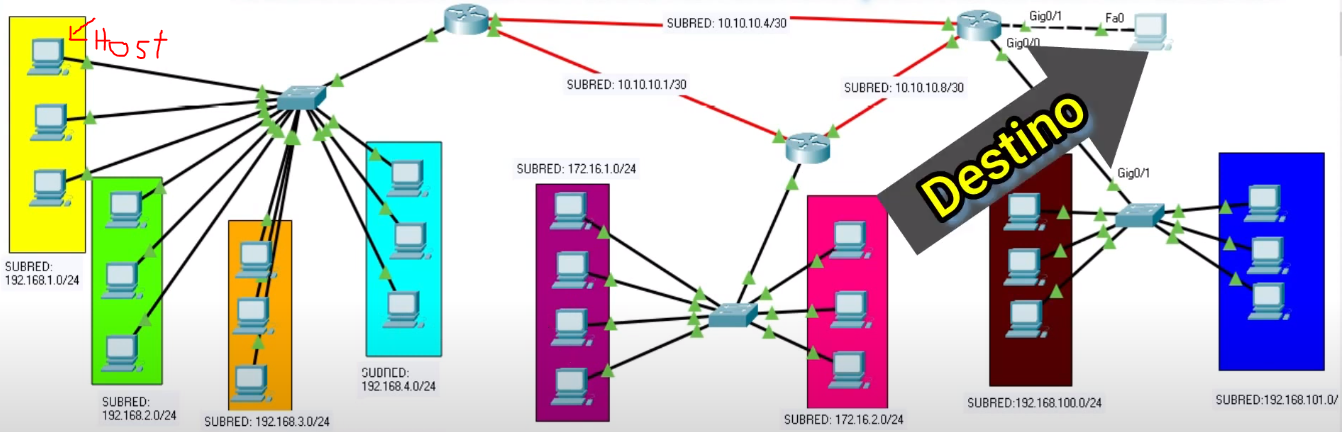 Host
SUBRED: 10.10.10.4/30
Gig0/1
Fa0
Gig0/0
SUBRED: 10.10.10.1/30
SUBRED: 10.10.10.8/30
Destino
SUBRED: 172.16.1.0/24
Gig0/1
SUBRED:
192.168.1.0/24
SUBRED:
192.168.2.0/24
SUBRED: 192.168.3.0/24
SUBRED:
192.168.4.0/24
SUBRED: 172.16.2.0/24
SUBRED:192.168.100.0/24
SUBRED:192.168.101.0/